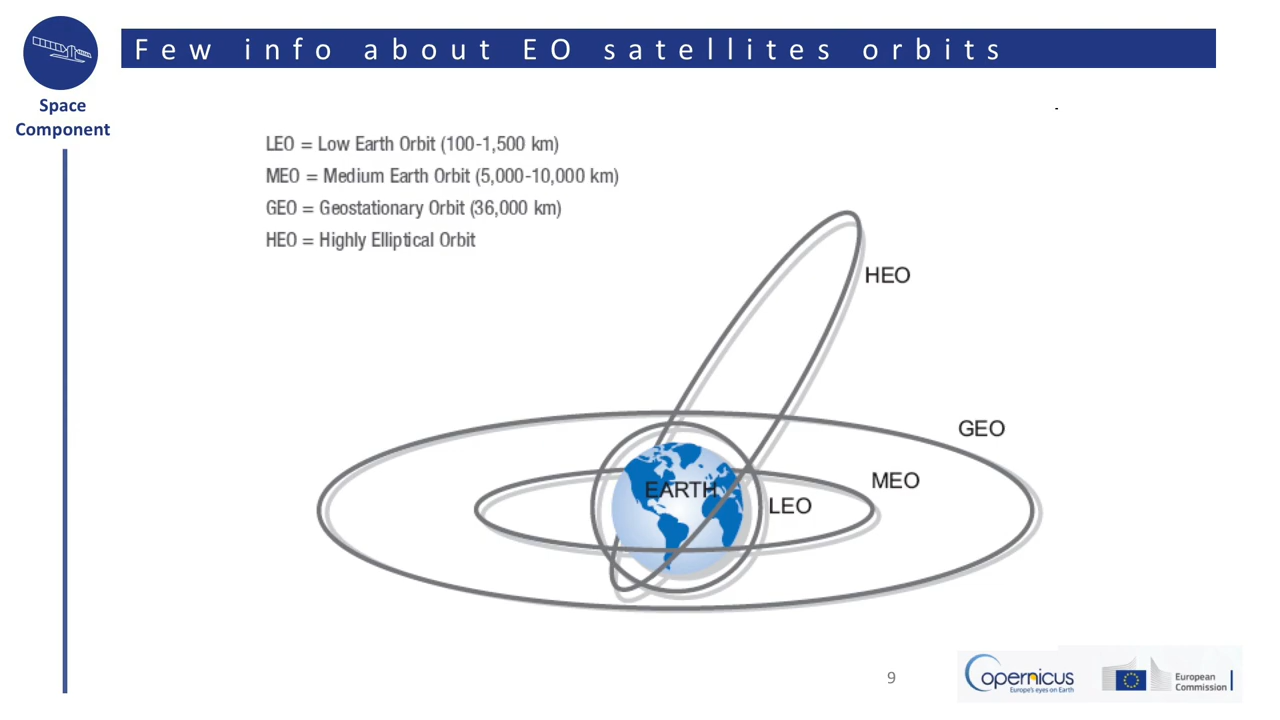 Few info about EO satellites orbits
Space
Component
LEO = Low Earth Orbit (100-1,500 km)
MEO = Medium Earth Orbit (5,000-10,000 km)
GEO = Geostationary Orbit (36,000 km)
HEO = Highly Elliptical Orbit
HEO
GEO
MEO
EARTH
LEO
9
opernicus
Europe's eyes on Earth
European
Commission